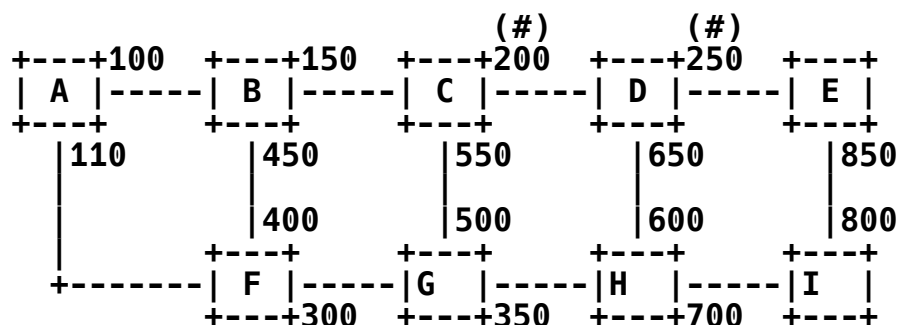 (#) (#)
+---+100 +---+150 +---+200 +---+250 +---+
| A |-----| B |-----| C |-----| D |-----| E |
+---+ +---+ +---+ +---+ +---+
|110 |450 |550 |650 |850
| | | | |
| |400 |500 |600 |800
| +---+ +---+ +---+ +---+
+-------| F |-----|G |-----|H |-----|I |
+---+300 +---+350 +---+700 +---+